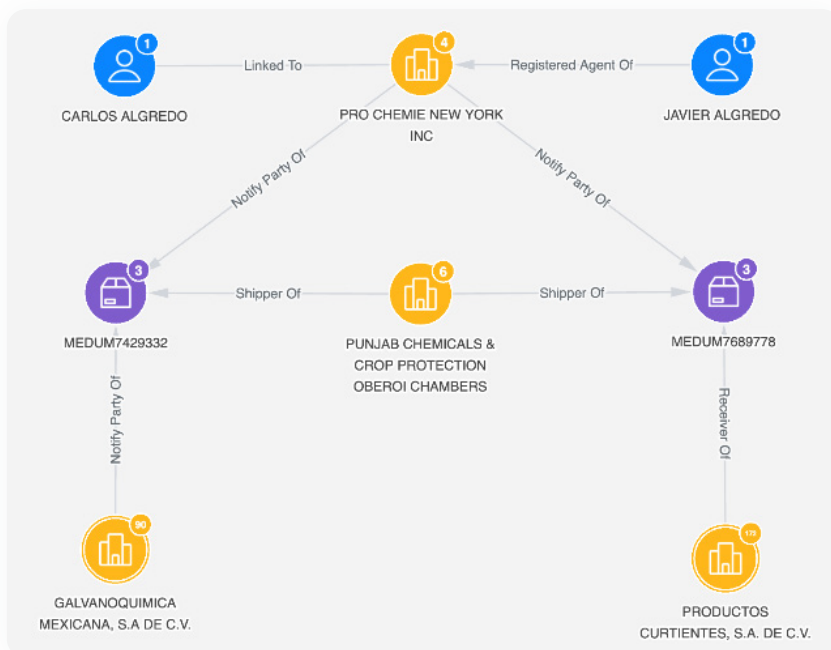 1
4
1
Linked To
Registered Agent Of
CARLOS ALGREDO
PRO CHEMIE NEW YORK
INC
JAVIER ALGREDO
Notify Party Of
Notify Party Of
3
6
3
Shipper Of
Shipper Of
MEDUM7429332
PUNJAB CHEMICALS &
CROP PROTECTION
OBEROI CHAMBERS
MEDUM7689778
Notify Party Of
Receiver Of
90
173
GALVANOQUIMICA
MEXICANA, S.A DE C.V.
PRODUCTOS
CURTIENTES, S.A. DE C.V.